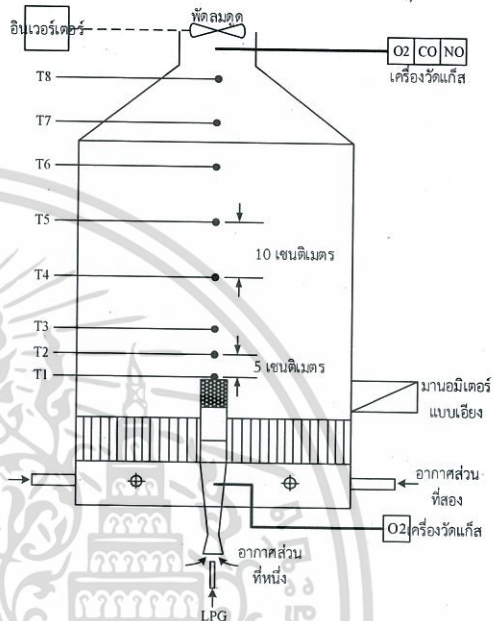 พัดลมดูด
อินเวอร์เตอร์
O2 CO NO
เครื่องวัดแก๊ส
T8
T7
T6
T5
10 เซนติเมตร
T4
T3
T2
5 เซนติเมตร
T1
มานอมิเตอร์
แบบเอียง
อากาศส่วน
ที่สอง
O2 เครื่องวัดแก๊ส
อากาศส่วน
ที่หนึ่ง
LPG